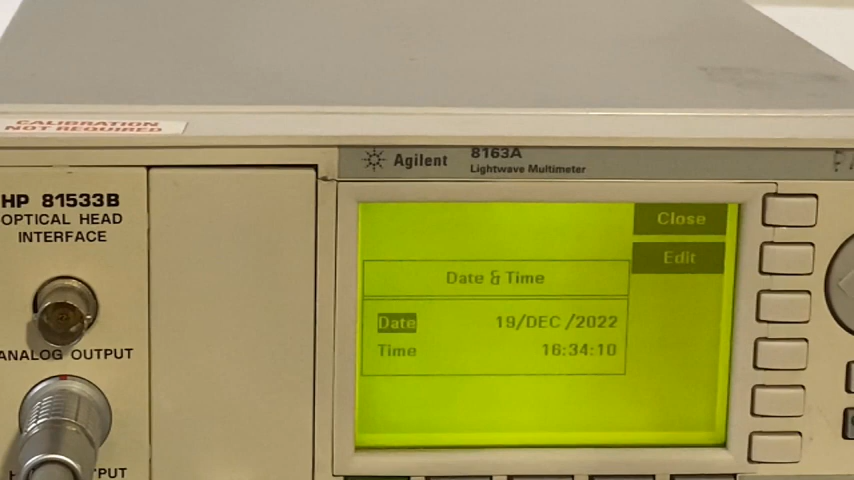 CALIBRATION
NOT REQUIRED
Agilent
8163A
Lightwave Multimeter
HP 81533B
OPTICAL HEAD
INTERFACE
ANALOG OUTPUT
Close
Edit
Date & Time
Date 19/DEC /2022
Time 16:34:10